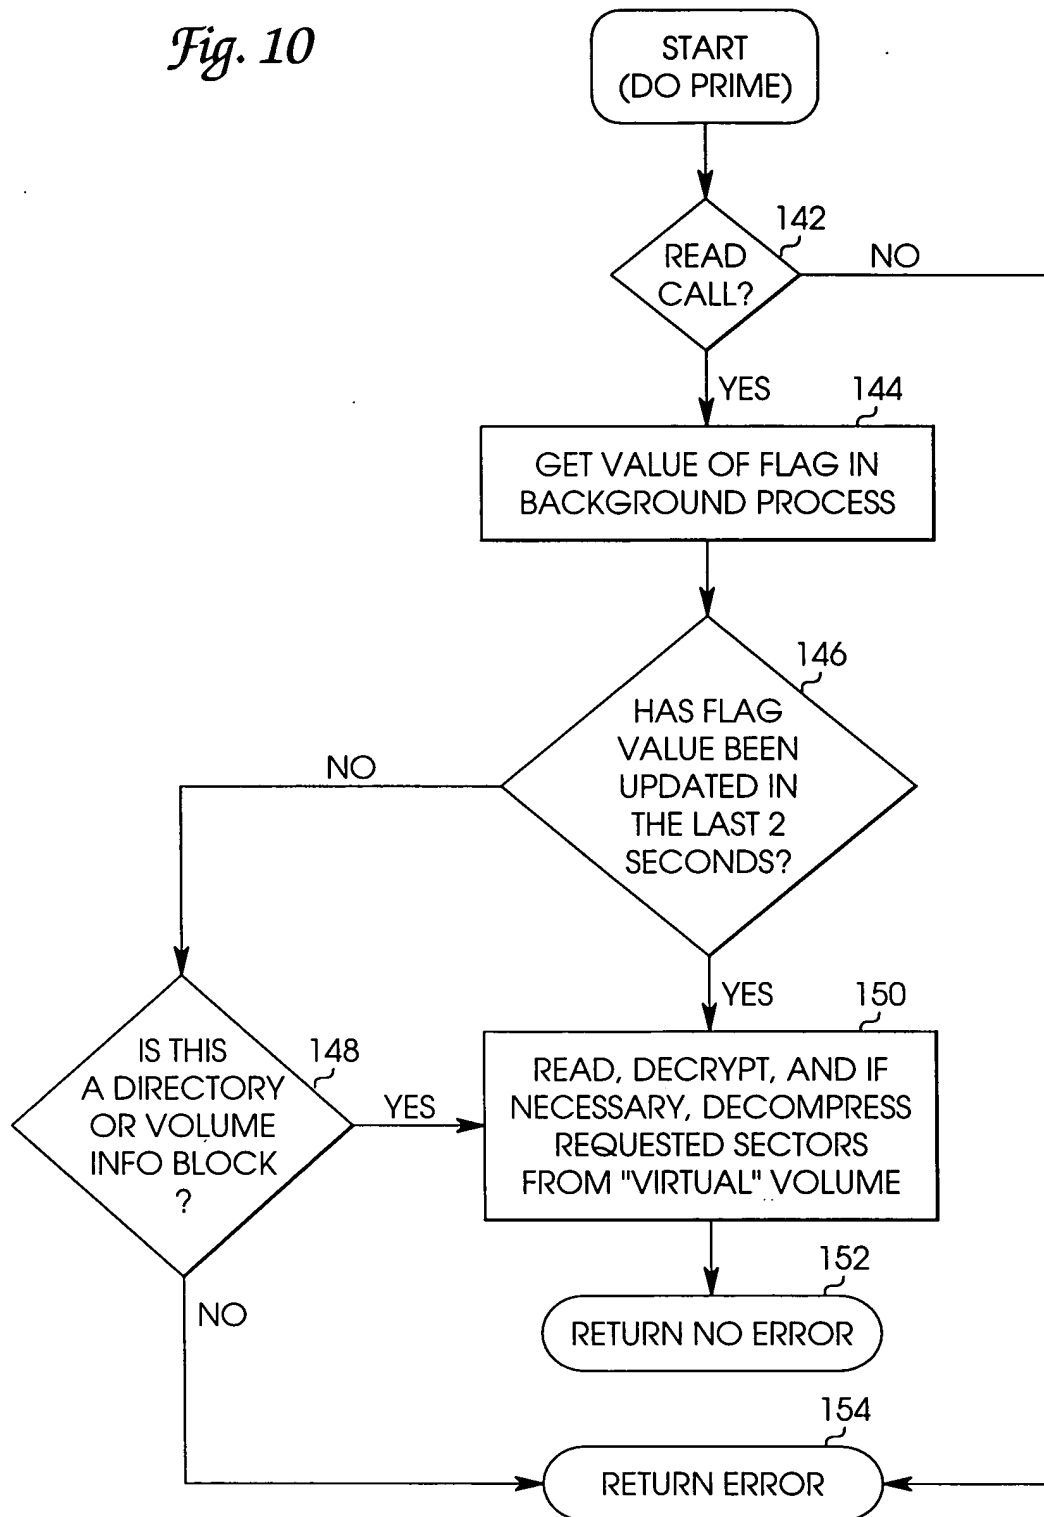 Fig. 10
START
(DO PRIME)
142
READ
CALL?
NO
YES
144
GET VALUE OF FLAG IN
BACKGROUND PROCESS
146
HAS FLAG
VALUE BEEN
UPDATED IN
THE LAST 2
SECONDS?
NO
YES
148
IS THIS
A DIRECTORY
OR VOLUME
INFO BLOCK
?
YES
150
READ, DECRYPT, AND IF
NECESSARY, DECOMPRESS
REQUESTED SECTORS
FROM "VIRTUAL" VOLUME
NO
152
RETURN NO ERROR
154
RETURN ERROR